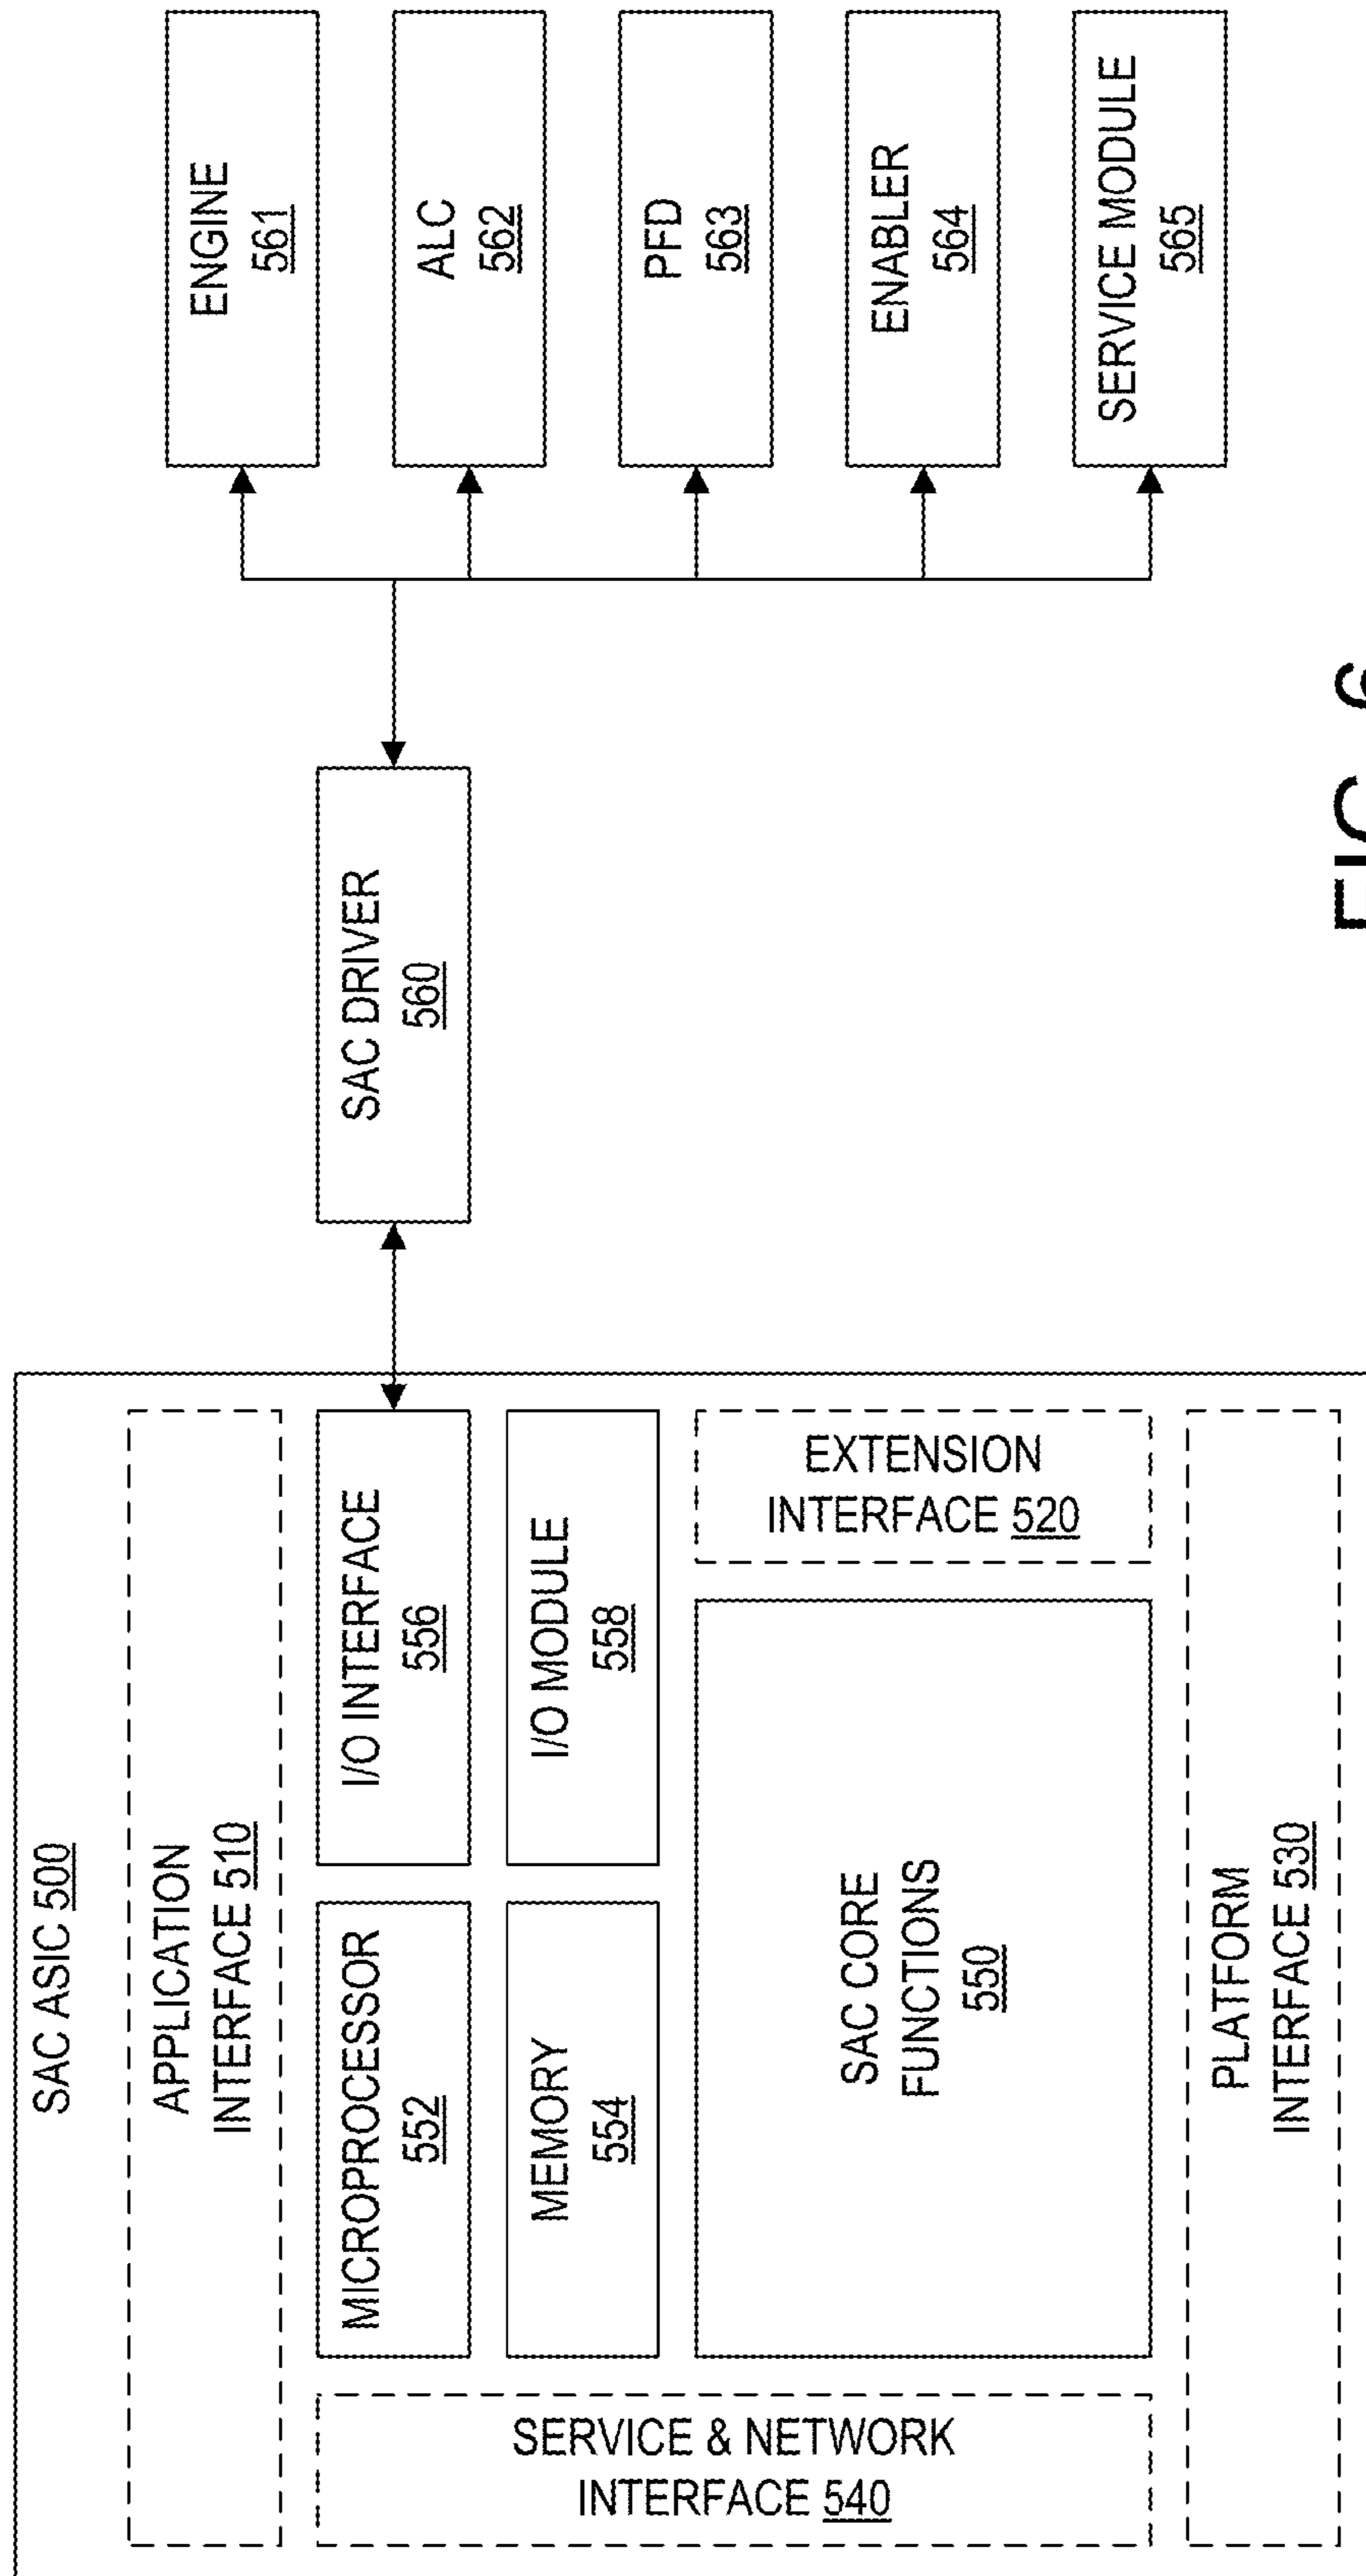 SAC ASIC 500
APPLICATION
INTERFACE 510
MICROPROCESSOR
552
I/O INTERFACE
556
MEMORY
554
I/O MODULE
558
SERVICE & NETWORK
INTERFACE 540
SAC CORE
FUNCTIONS
550
EXTENSION
INTERFACE 520
PLATFORM
INTERFACE 530
SAC DRIVER
560
ENGINE
561
ALC
562
PFD
563
ENABLER
564
SERVICE MODULE
565